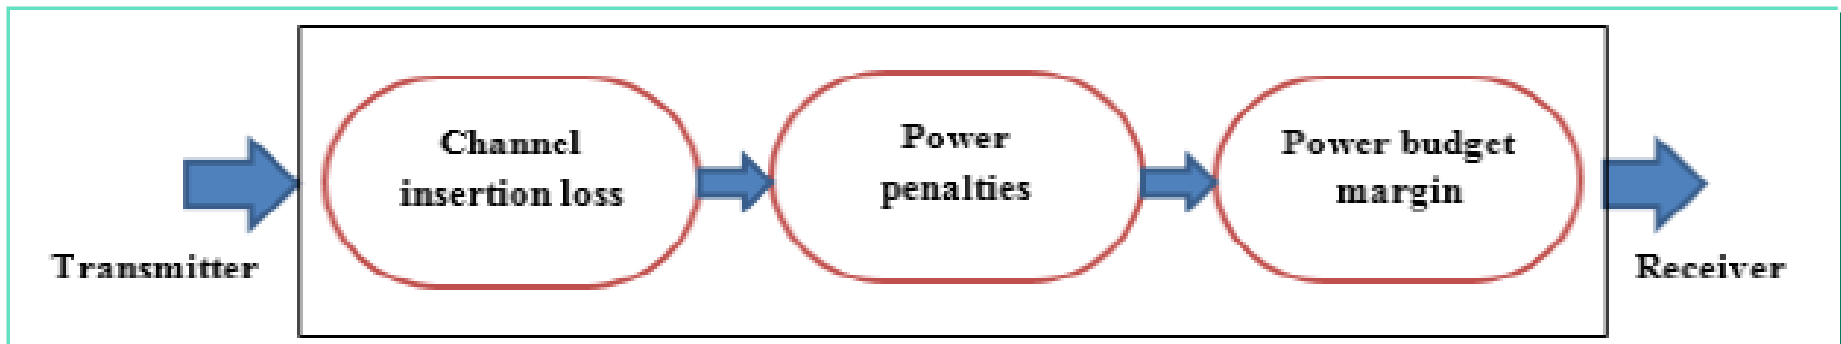 Channel
insertion loss
Power
penalties
Power budget
margin
Transmitter
Receiver